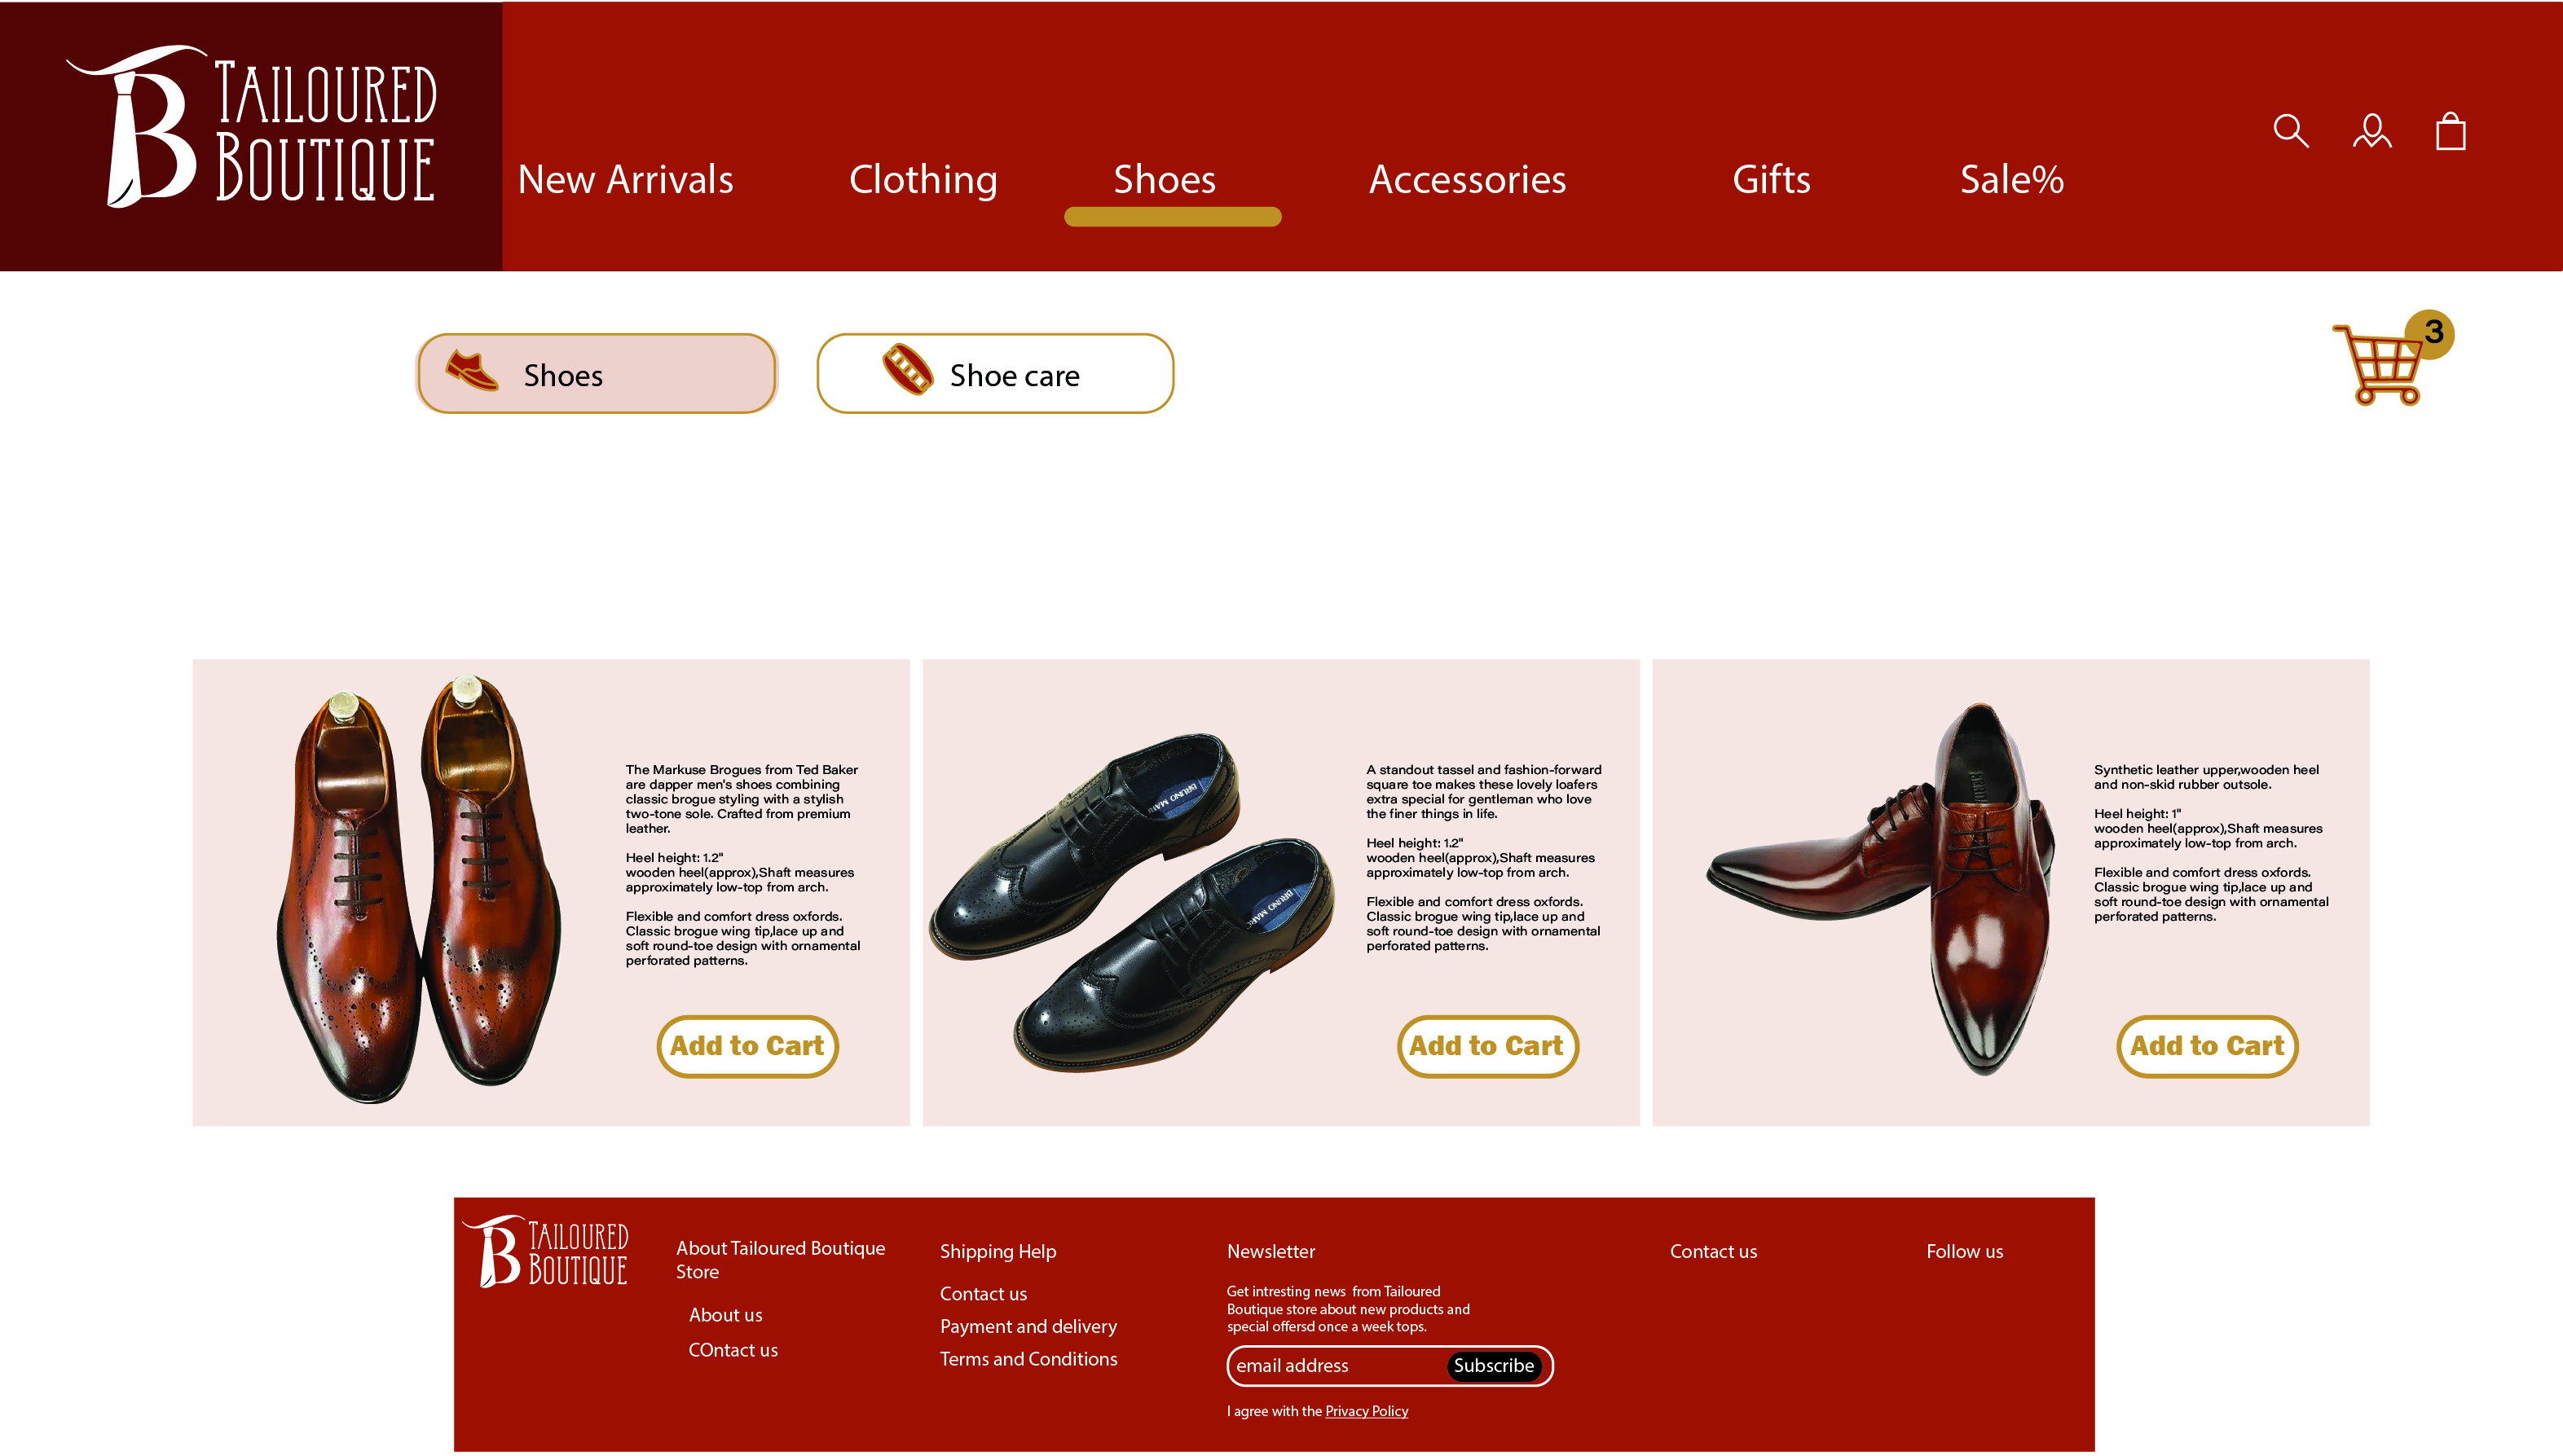 TAILOURED
BOUTIQUE
New Arrivals
Clothing
Shoes
Accessories
Gifts
Sale%
Shoes
Shoe care
3
The Markuse Brogues from Ted Baker
are dapper men's shoes combining
classic brogue styling with a stylish
two-tone sole. Crafted from premium
leather.
Heel height: 1.2"
wooden heel(approx),Shaft measures
approximately low-top from arch.
Flexible and comfort dress oxfords.
Classic brogue wing tip,lace up and
soft round-toe design with ornamental
perforated patterns.
Add to Cart
BRUNO MAR
BRUNO MARC
A standout tassel and fashion-forward
square toe makes these lovely loafers
extra special for gentleman who love
the finer things in life.
Heel height: 1.2"
wooden heel(approx),Shaft measures
approximately low-top from arch.
Flexible and comfort dress oxfords.
Classic brogue wing tip,lace up and
soft round-toe design with ornamental
perforated patterns.
Add to Cart
Synthetic leather upper,wooden heel
and non-skid rubber outsole.
Heel height: 1"
wooden heel(approx),Shaft measures
approximately low-top from arch.
Flexible and comfort dress oxfords.
Classic brogue wing tip,lace up and
soft round-toe design with ornamental
perforated patterns.
Add to Cart
TAILOURED
BOUTIQUE
About Tailoured Boutique
Store
About us
COntact us
Shipping Help
Contact us
Payment and delivery
Terms and Conditions
Newsletter
Get intresting news from Tailoured
Boutique store about new products and
special offersd once a week tops.
email address
Subscribe
I agree with the Privacy Policy
Contact us
Follow us